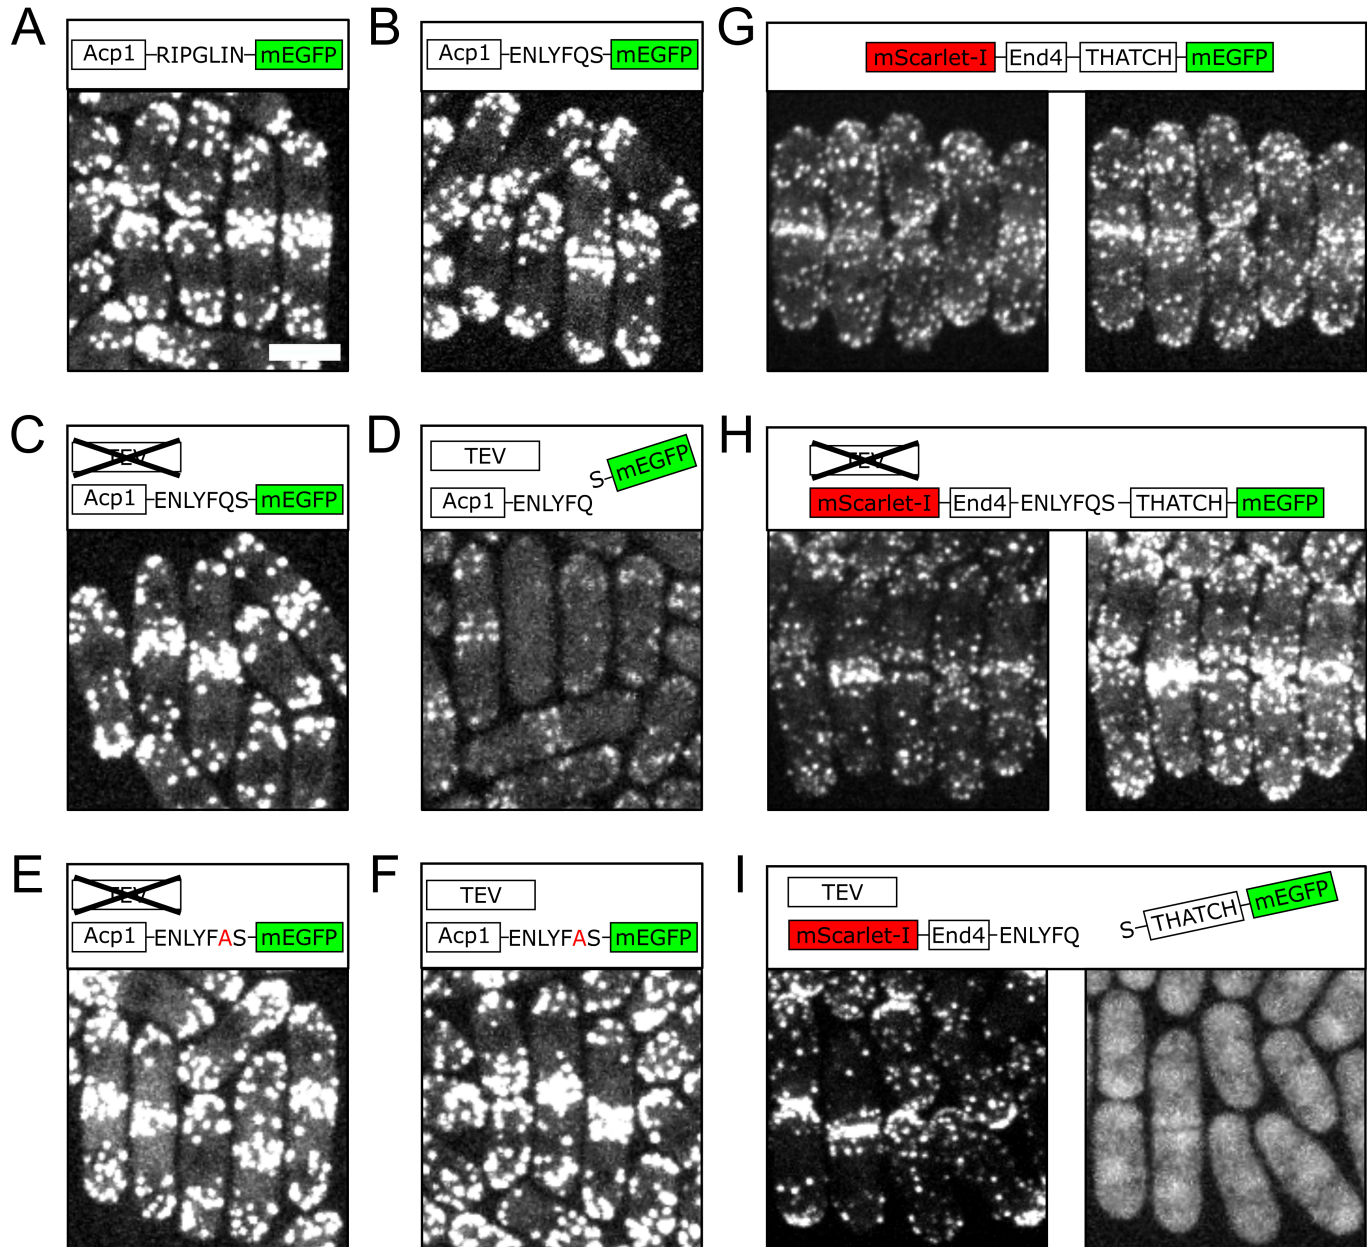 A
Acp1 RIPGLIN mEGFP
B
Acp1 ENLYFQS mEGFP
G
mScarlet-I End4 THATCH mEGFP
C
TEV
Acp1 ENLYFQS mEGFP
D
TEV
S mEGFP
Acp1 ENLYFQ
H
TEV
mScarlet-I End4 ENLYFQS THATCH mEGFP
E
TEV
Acp1 ENLYFAS mEGFP
F
TEV
Acp1 ENLYFAS mEGFP
I
TEV
S THATCH mEGFP
mScarlet-I End4 ENLYFQ